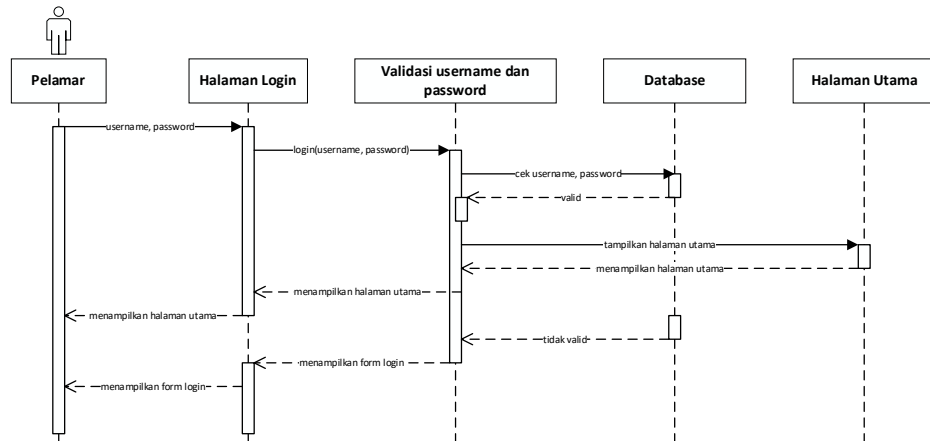 Pelamar
Halaman Login
Validasi username dan
password
Database
Halaman Utama
username, password
login(username, password)
cek username, password
valid
tampilkan halaman utama
menampilkan halaman utama
menampilkan halaman utama
menampilkan halaman utama
tidak valid
menampilkan form login
menampilkan form login